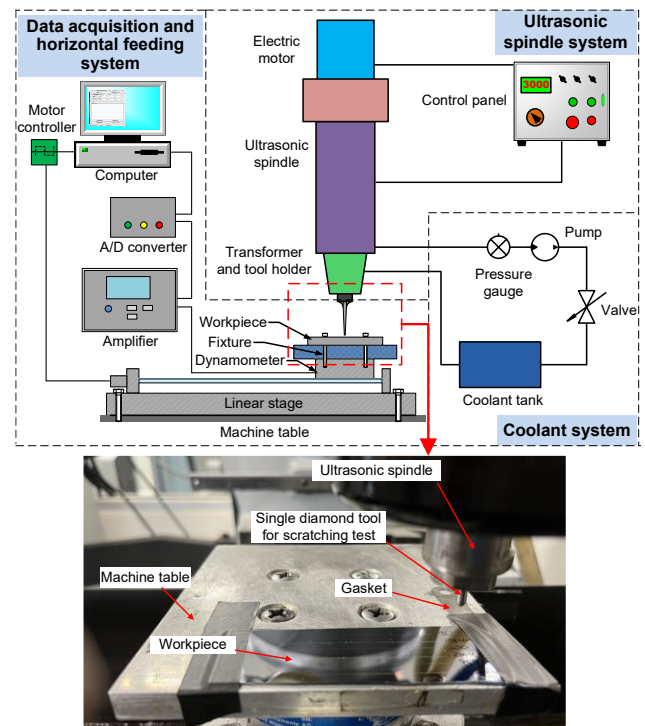 Data acquisition and
horizontal feeding
system
Ultrasonic
spindle system
Electric
motor
3000
Control panel
Motor
controller
Computer
Ultrasonic
spindle
A/D converter
Transformer
and tool holder
Pump
Pressure
gauge
Valve
Amplifier
Workpiece
Fixture
Dynamometer
Linear stage
Machine table
Coolant tank
Coolant system
Ultrasonic spindle
Single diamond tool
for scratching test
Gasket
Machine table
Workpiece